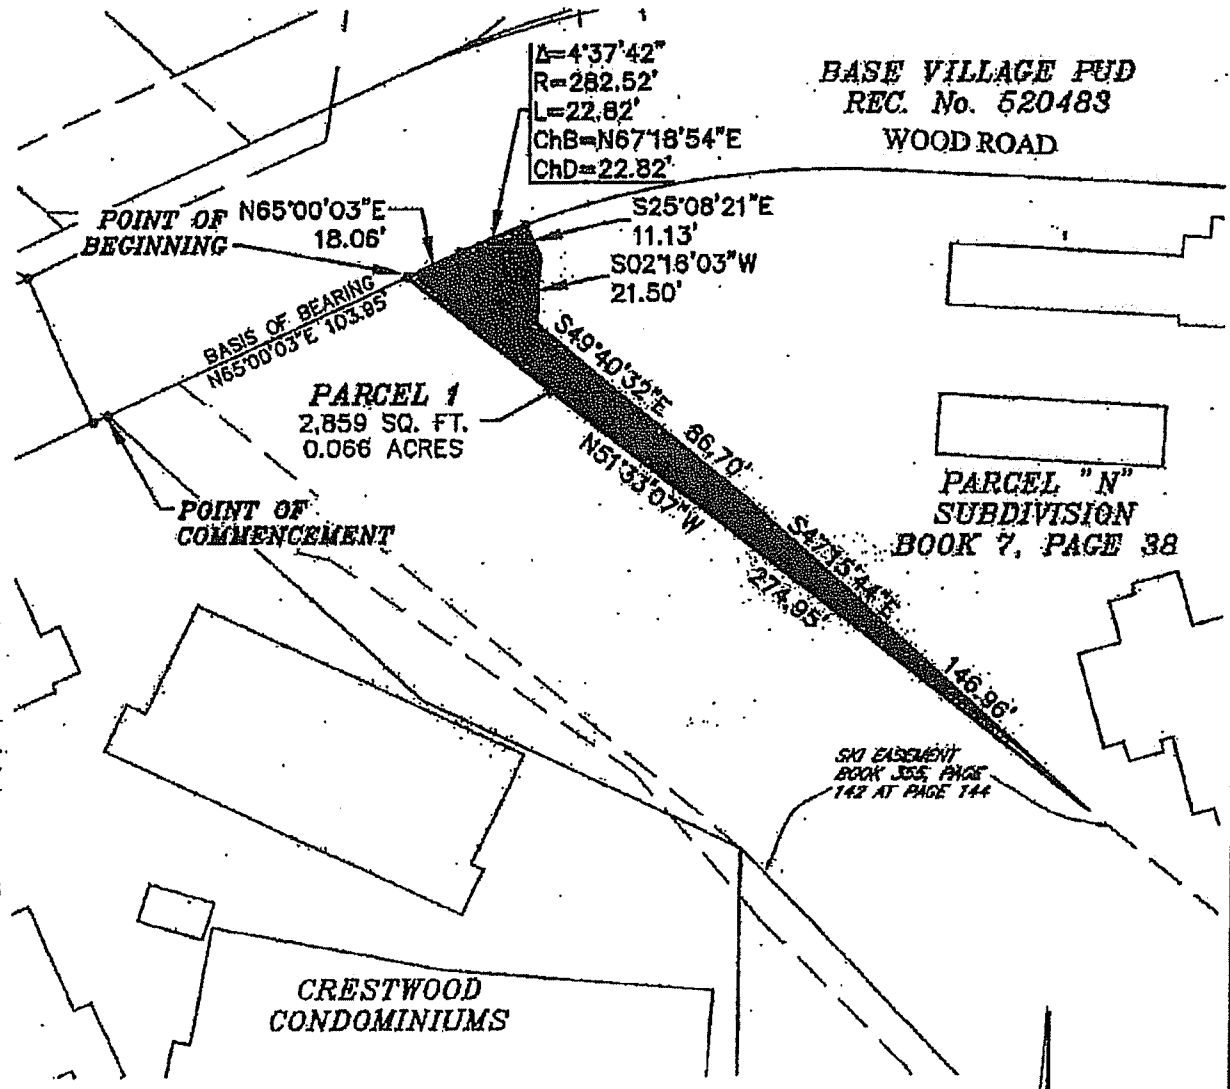 Δ=4°37'42"
R=282.52'
L=22.82'
ChB=N67°18'54"E
ChD=22.82'
BASE VILLAGE PUD
REC. No. 520483
WOOD ROAD
POINT OF
BEGINNING
N65°00'03"E
18.06'
S25°08'21"E
11.13'
S02°18'03"W
21.50'
BASIS OF BEARING
N65°00'03"E 103.95'
PARCEL 1
2,859 SQ. FT.
0.066 ACRES
S49°40'32"E 86.70'
N51°33'07"W
274.95'
S47°15'44"E
146.96'
POINT OF
COMMENCEMENT
PARCEL "N"
SUBDIVISION
BOOK 7, PAGE 38
SKI EASEMENT
BOOK 355, PAGE
142 AT PAGE 144
CRESTWOOD
CONDOMINIUMS